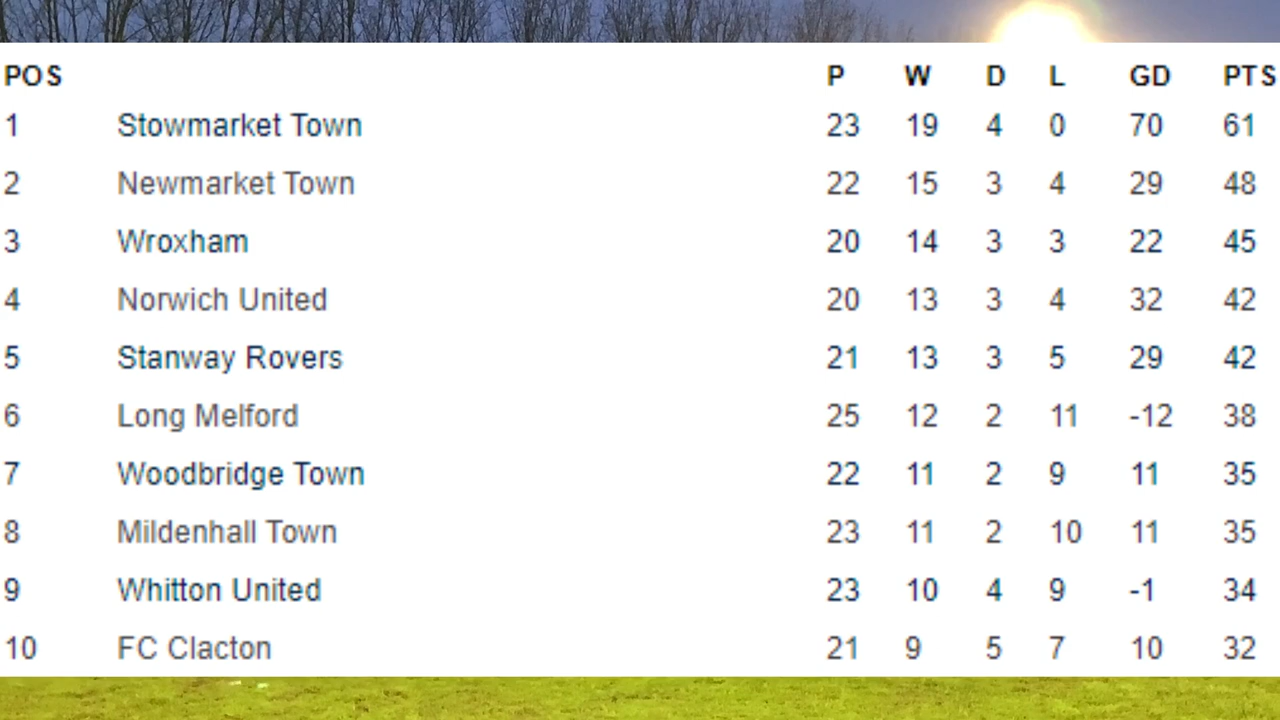 POS P W D L GD PTS
1 Stowmarket Town 23 19 4 0 70 61
2 Newmarket Town 22 15 3 4 29 48
3 Wroxham 20 14 3 3 22 45
4 Norwich United 20 13 3 4 32 42
5 Stanway Rovers 21 13 3 5 29 42
6 Long Melford 25 12 2 11 -12 38
7 Woodbridge Town 22 11 2 9 11 35
8 Mildenhall Town 23 11 2 10 11 35
9 Whitton United 23 10 4 9 -1 34
10 FC Clacton 21 9 5 7 10 32